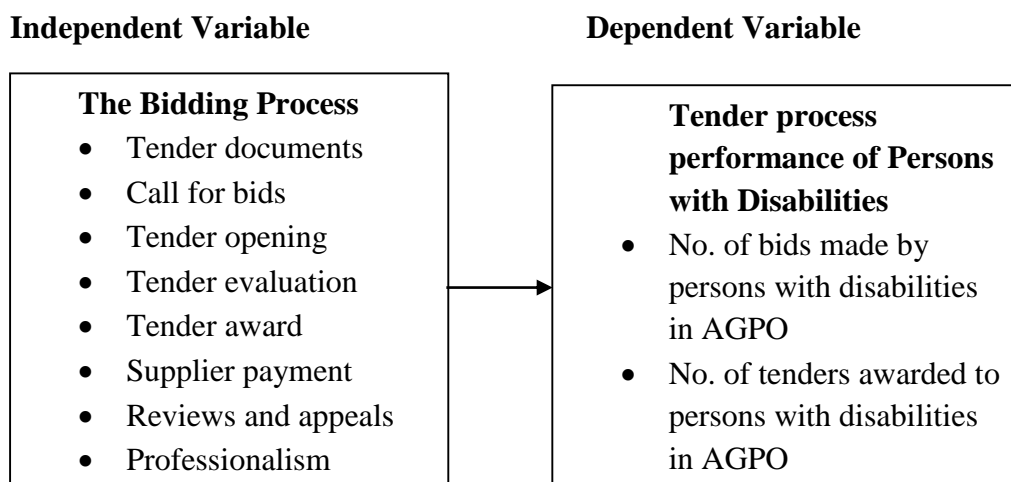 Independent Variable
Dependent Variable
The Bidding Process
• Tender documents
• Call for bids
• Tender opening
• Tender evaluation
• Tender award
• Supplier payment
• Reviews and appeals
• Professionalism
Tender process
performance of Persons
with Disabilities
• No. of bids made by
persons with disabilities
in AGPO
• No. of tenders awarded to
persons with disabilities
in AGPO